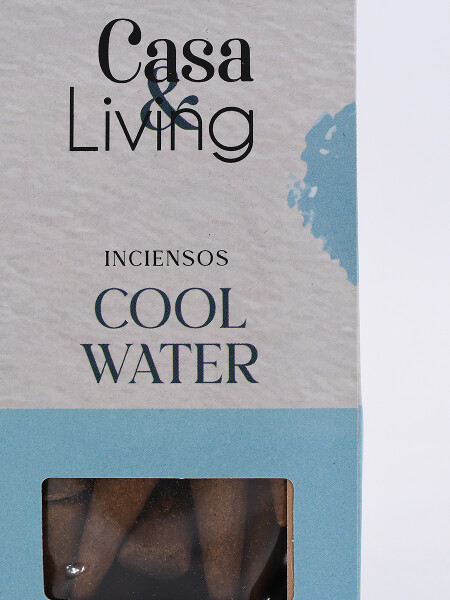 Casa
&
Living
INCIENSOS
COOL
WATER